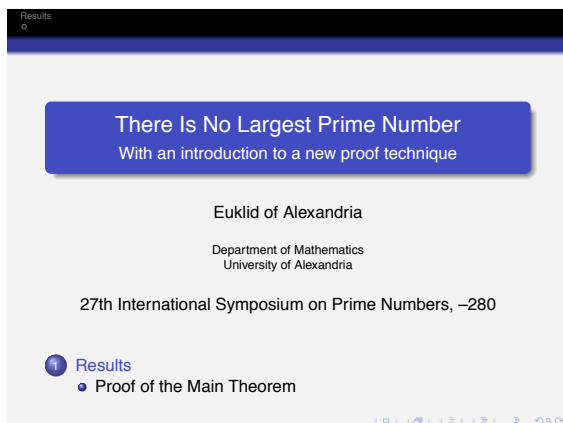 Results
There Is No Largest Prime Number
With an introduction to a new proof technique
Euklid of Alexandria
Department of Mathematics
University of Alexandria
27th International Symposium on Prime Numbers, –280
1 Results
Proof of the Main Theorem